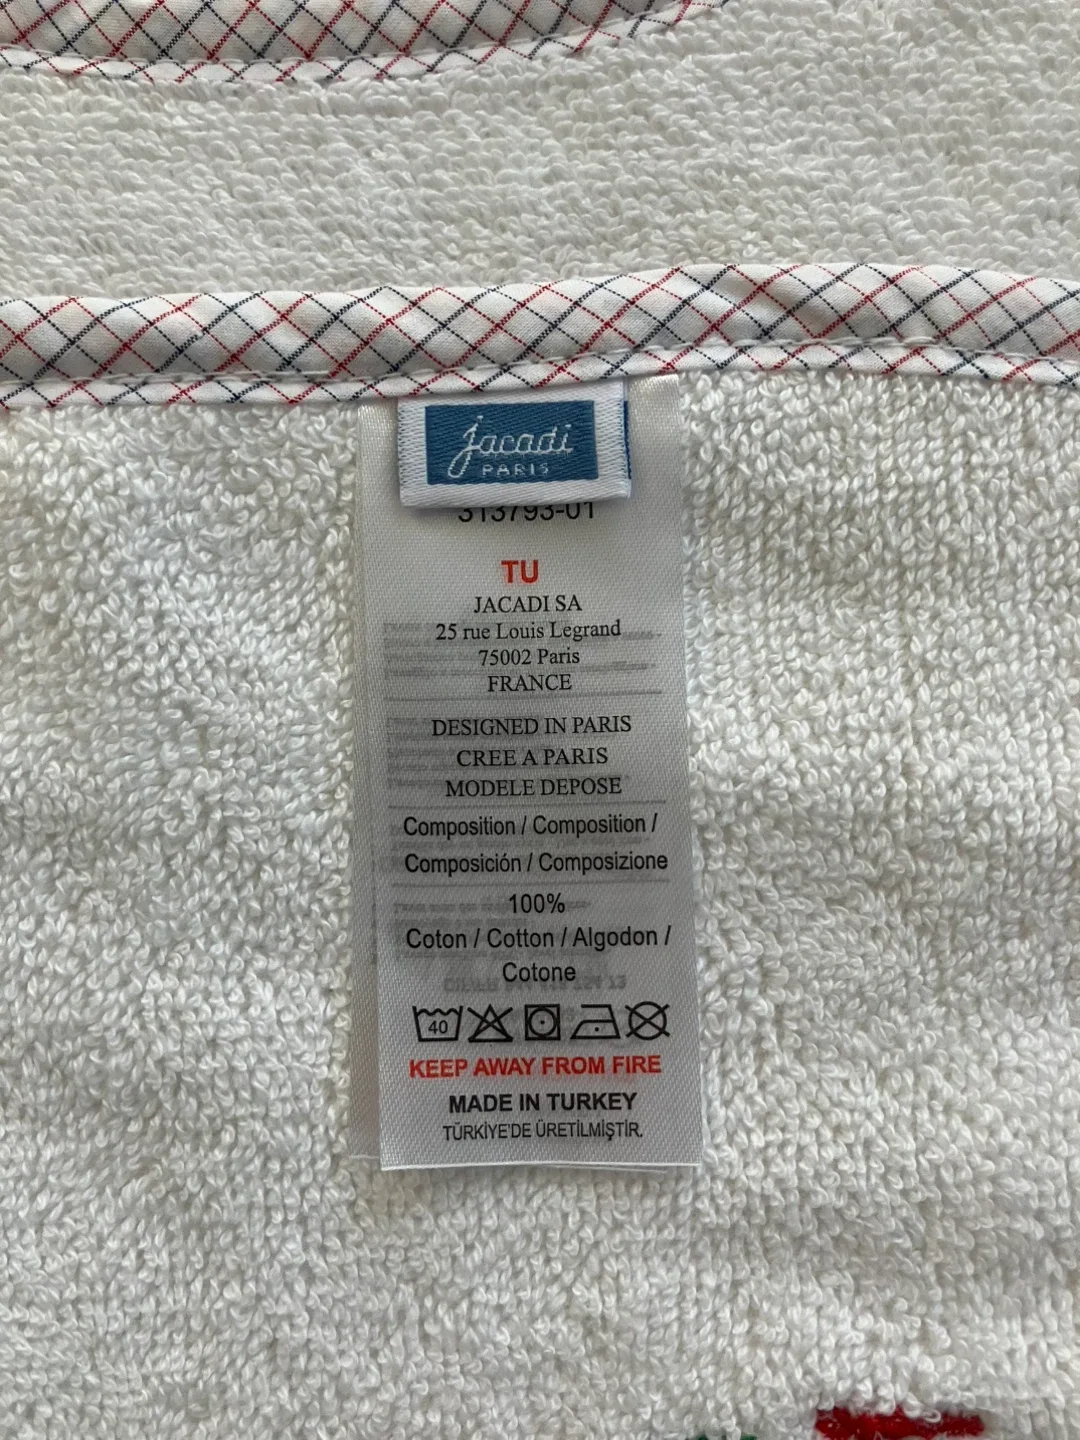 jacadi
PARIS
313793-01
TU
JACADI SA
25 rue Louis Legrand
75002 Paris
FRANCE
DESIGNED IN PARIS
CREE A PARIS
MODELE DEPOSE
Composition / Composition /
Composición / Composizione
100%
Coton / Cotton / Algodon /
Cotone
40
KEEP AWAY FROM FIRE
MADE IN TURKEY
TÜRKİYE'DE ÜRETİLMİŞTİR.